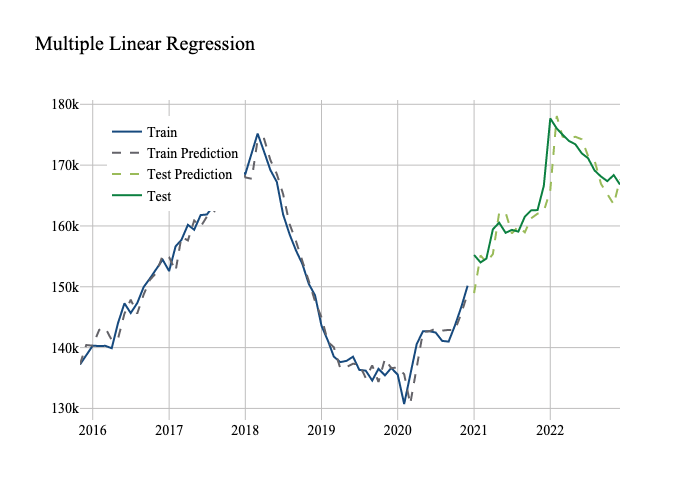 Multiple Linear Regression
180k
170k
160k
150k
140k
130k
Train
Train Prediction
Test Prediction
Test
2016 2017 2018 2019 2020 2021 2022